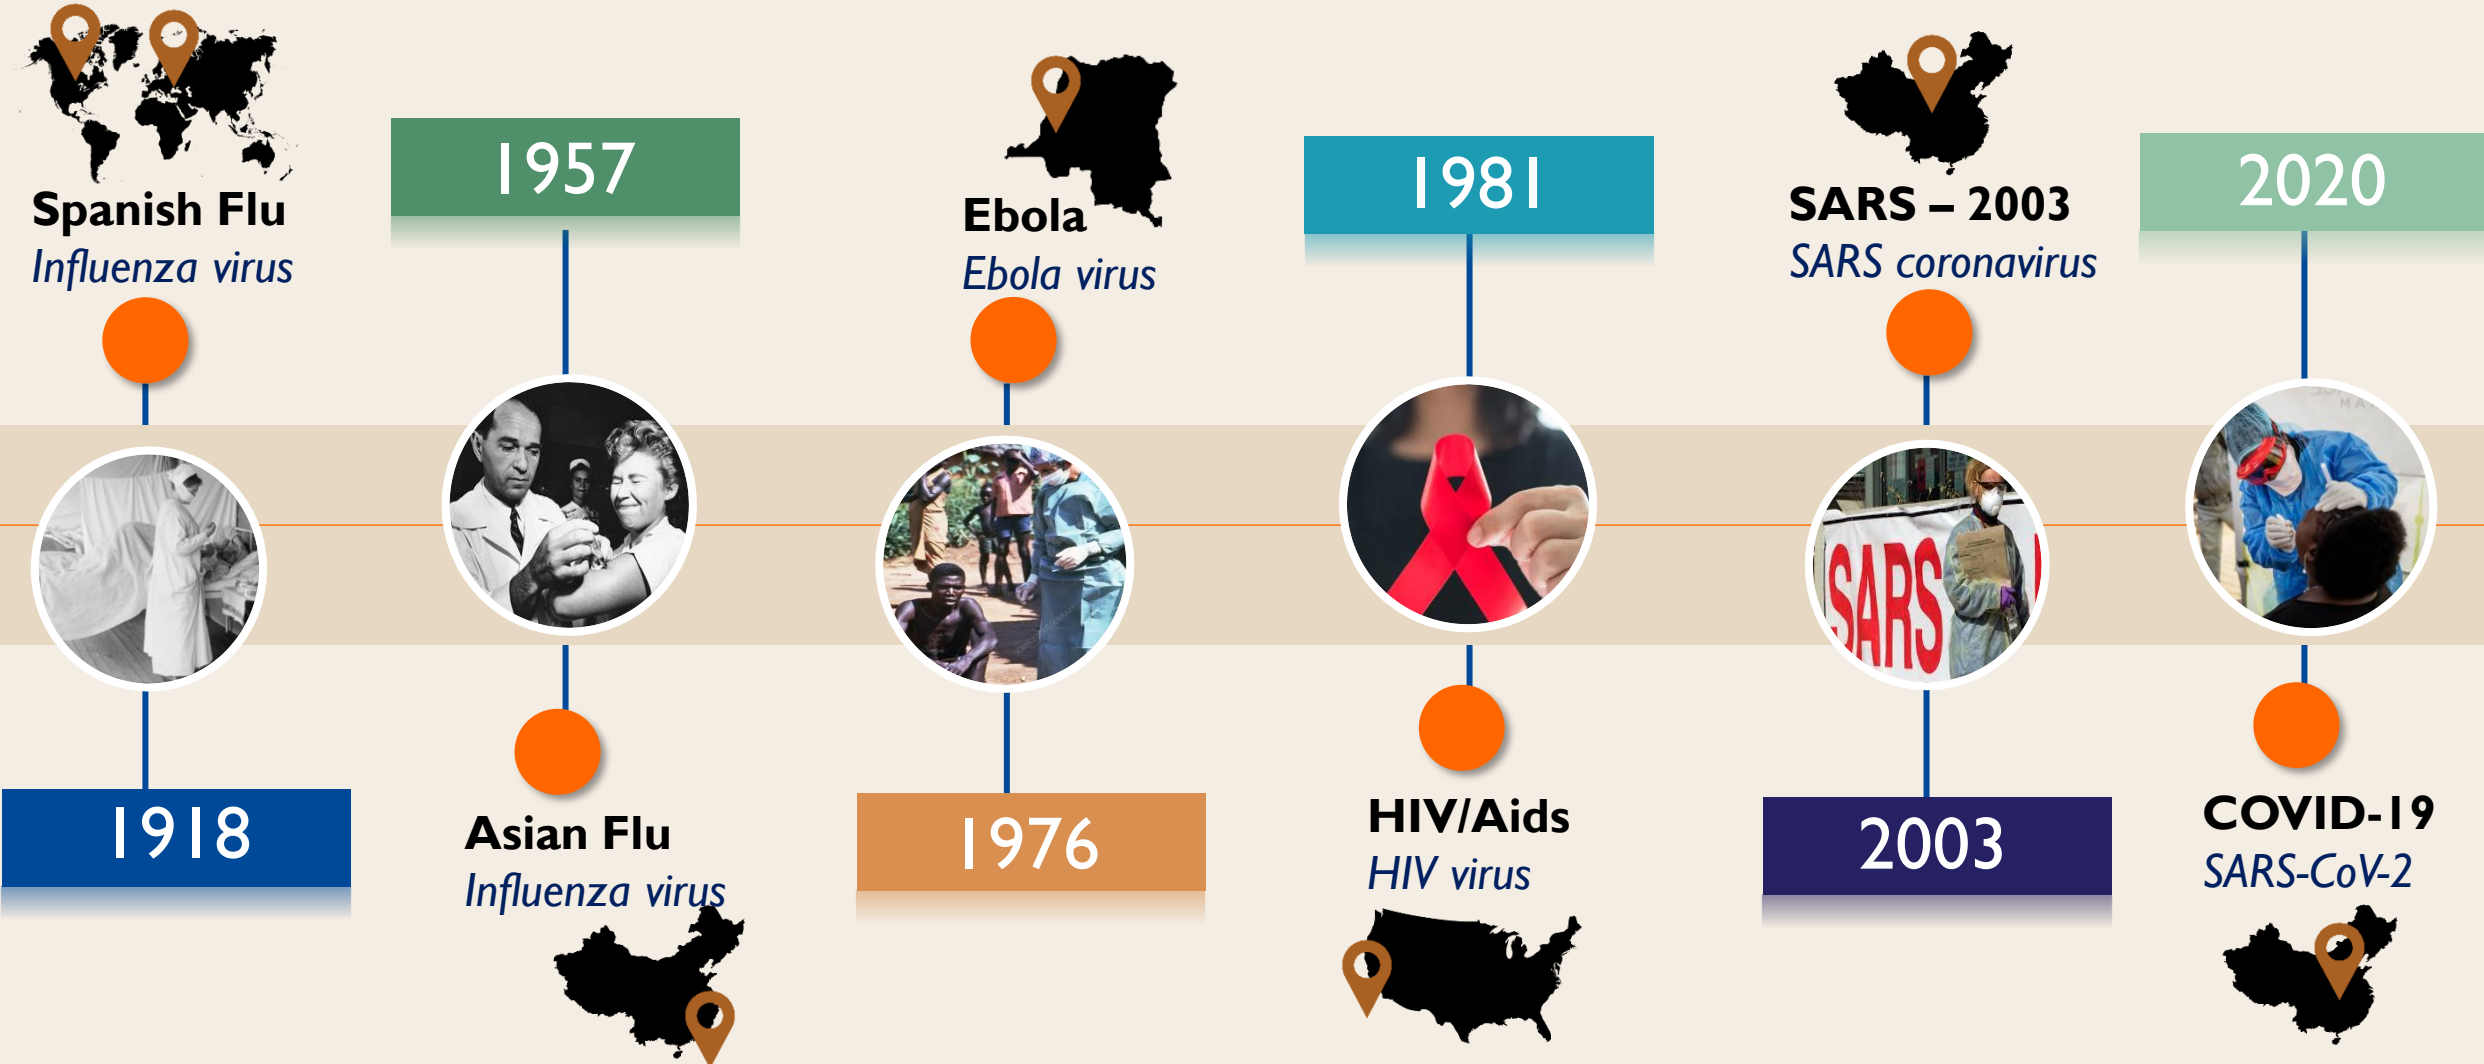 Spanish Flu
Influenza virus
1918
1957
Asian Flu
Influenza virus
Ebola
Ebola virus
1976
1981
HIV/Aids
HIV virus
SARS – 2003
SARS coronavirus
SARS
2003
2020
COVID-19
SARS-CoV-2